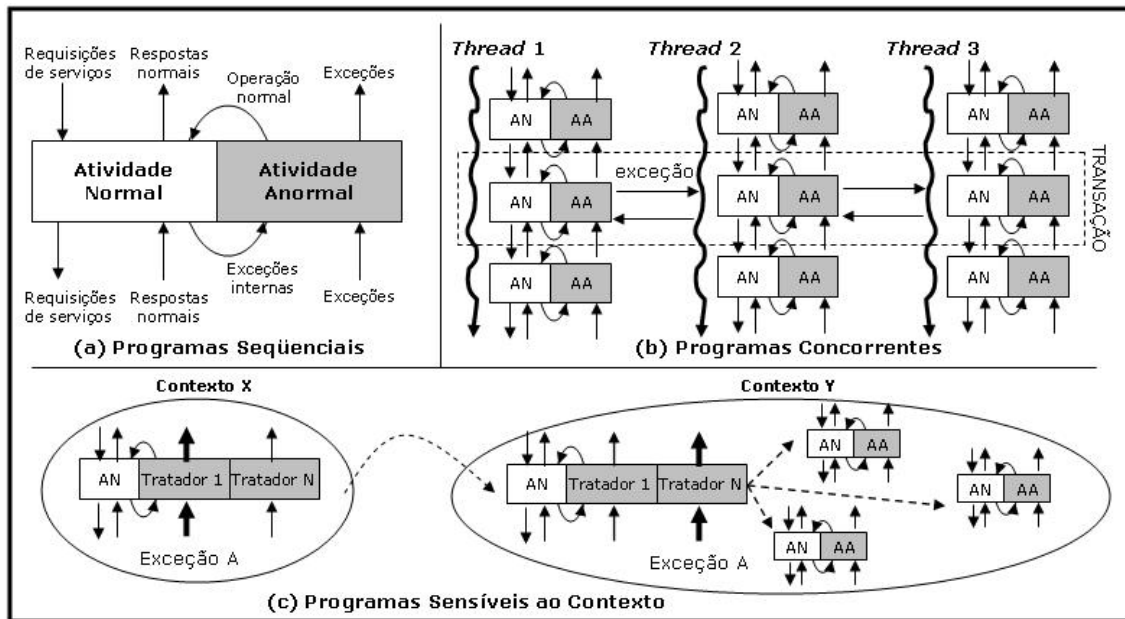 Requisições
de serviços
Respostas
normais
Operação
normal
Exceções
Atividade
Normal
Atividade
Anormal
Requisições
de serviços
Respostas
normais
Exceções
internas
Exceções
(a) Programas Seqüenciais
Thread 1
Thread 2
Thread 3
AN AA
AN AA
AN AA
exceção
AN AA
AN AA
AN AA
TRANSAÇÃO
AN AA
AN AA
AN AA
(b) Programas Concorrentes
Contexto X
AN Tratador 1 Tratador N
Exceção A
Contexto Y
AN Tratador 1 Tratador N
Exceção A
AN AA
AN AA
AN AA
(c) Programas Sensíveis ao Contexto